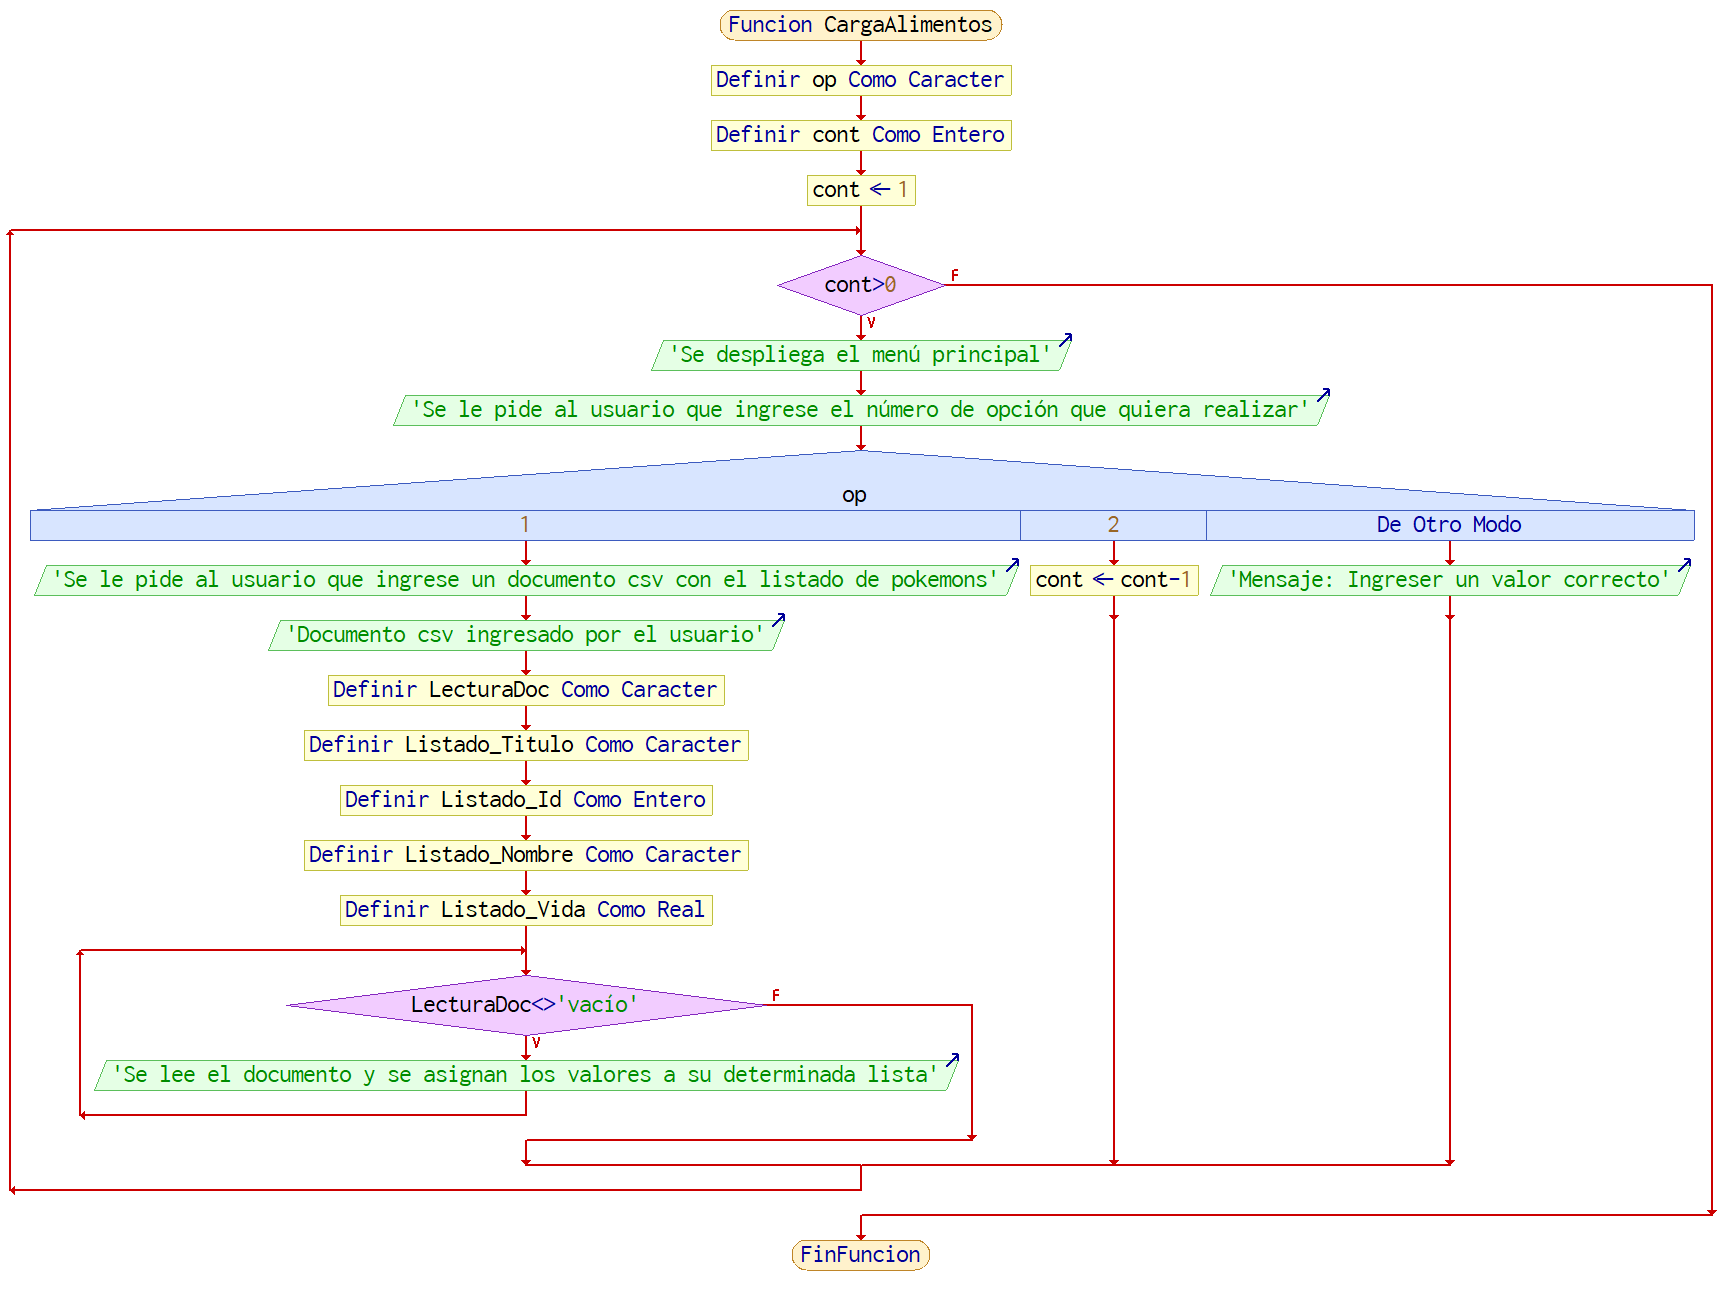 Funcion CargaAlimentos
Definir op Como Caracter
Definir cont Como Entero
cont ← 1
cont>0
F
V
'Se despliega el menú principal'
'Se le pide al usuario que ingrese el número de opción que quiera realizar'
op
1
2
De Otro Modo
'Se le pide al usuario que ingrese un documento csv con el listado de pokemons'
cont ← cont-1
'Mensaje: Ingreser un valor correcto'
'Documento csv ingresado por el usuario'
Definir LecturaDoc Como Caracter
Definir Listado_Titulo Como Caracter
Definir Listado_Id Como Entero
Definir Listado_Nombre Como Caracter
Definir Listado_Vida Como Real
LecturaDoc<>'vacío'
F
V
'Se lee el documento y se asignan los valores a su determinada lista'
FinFuncion